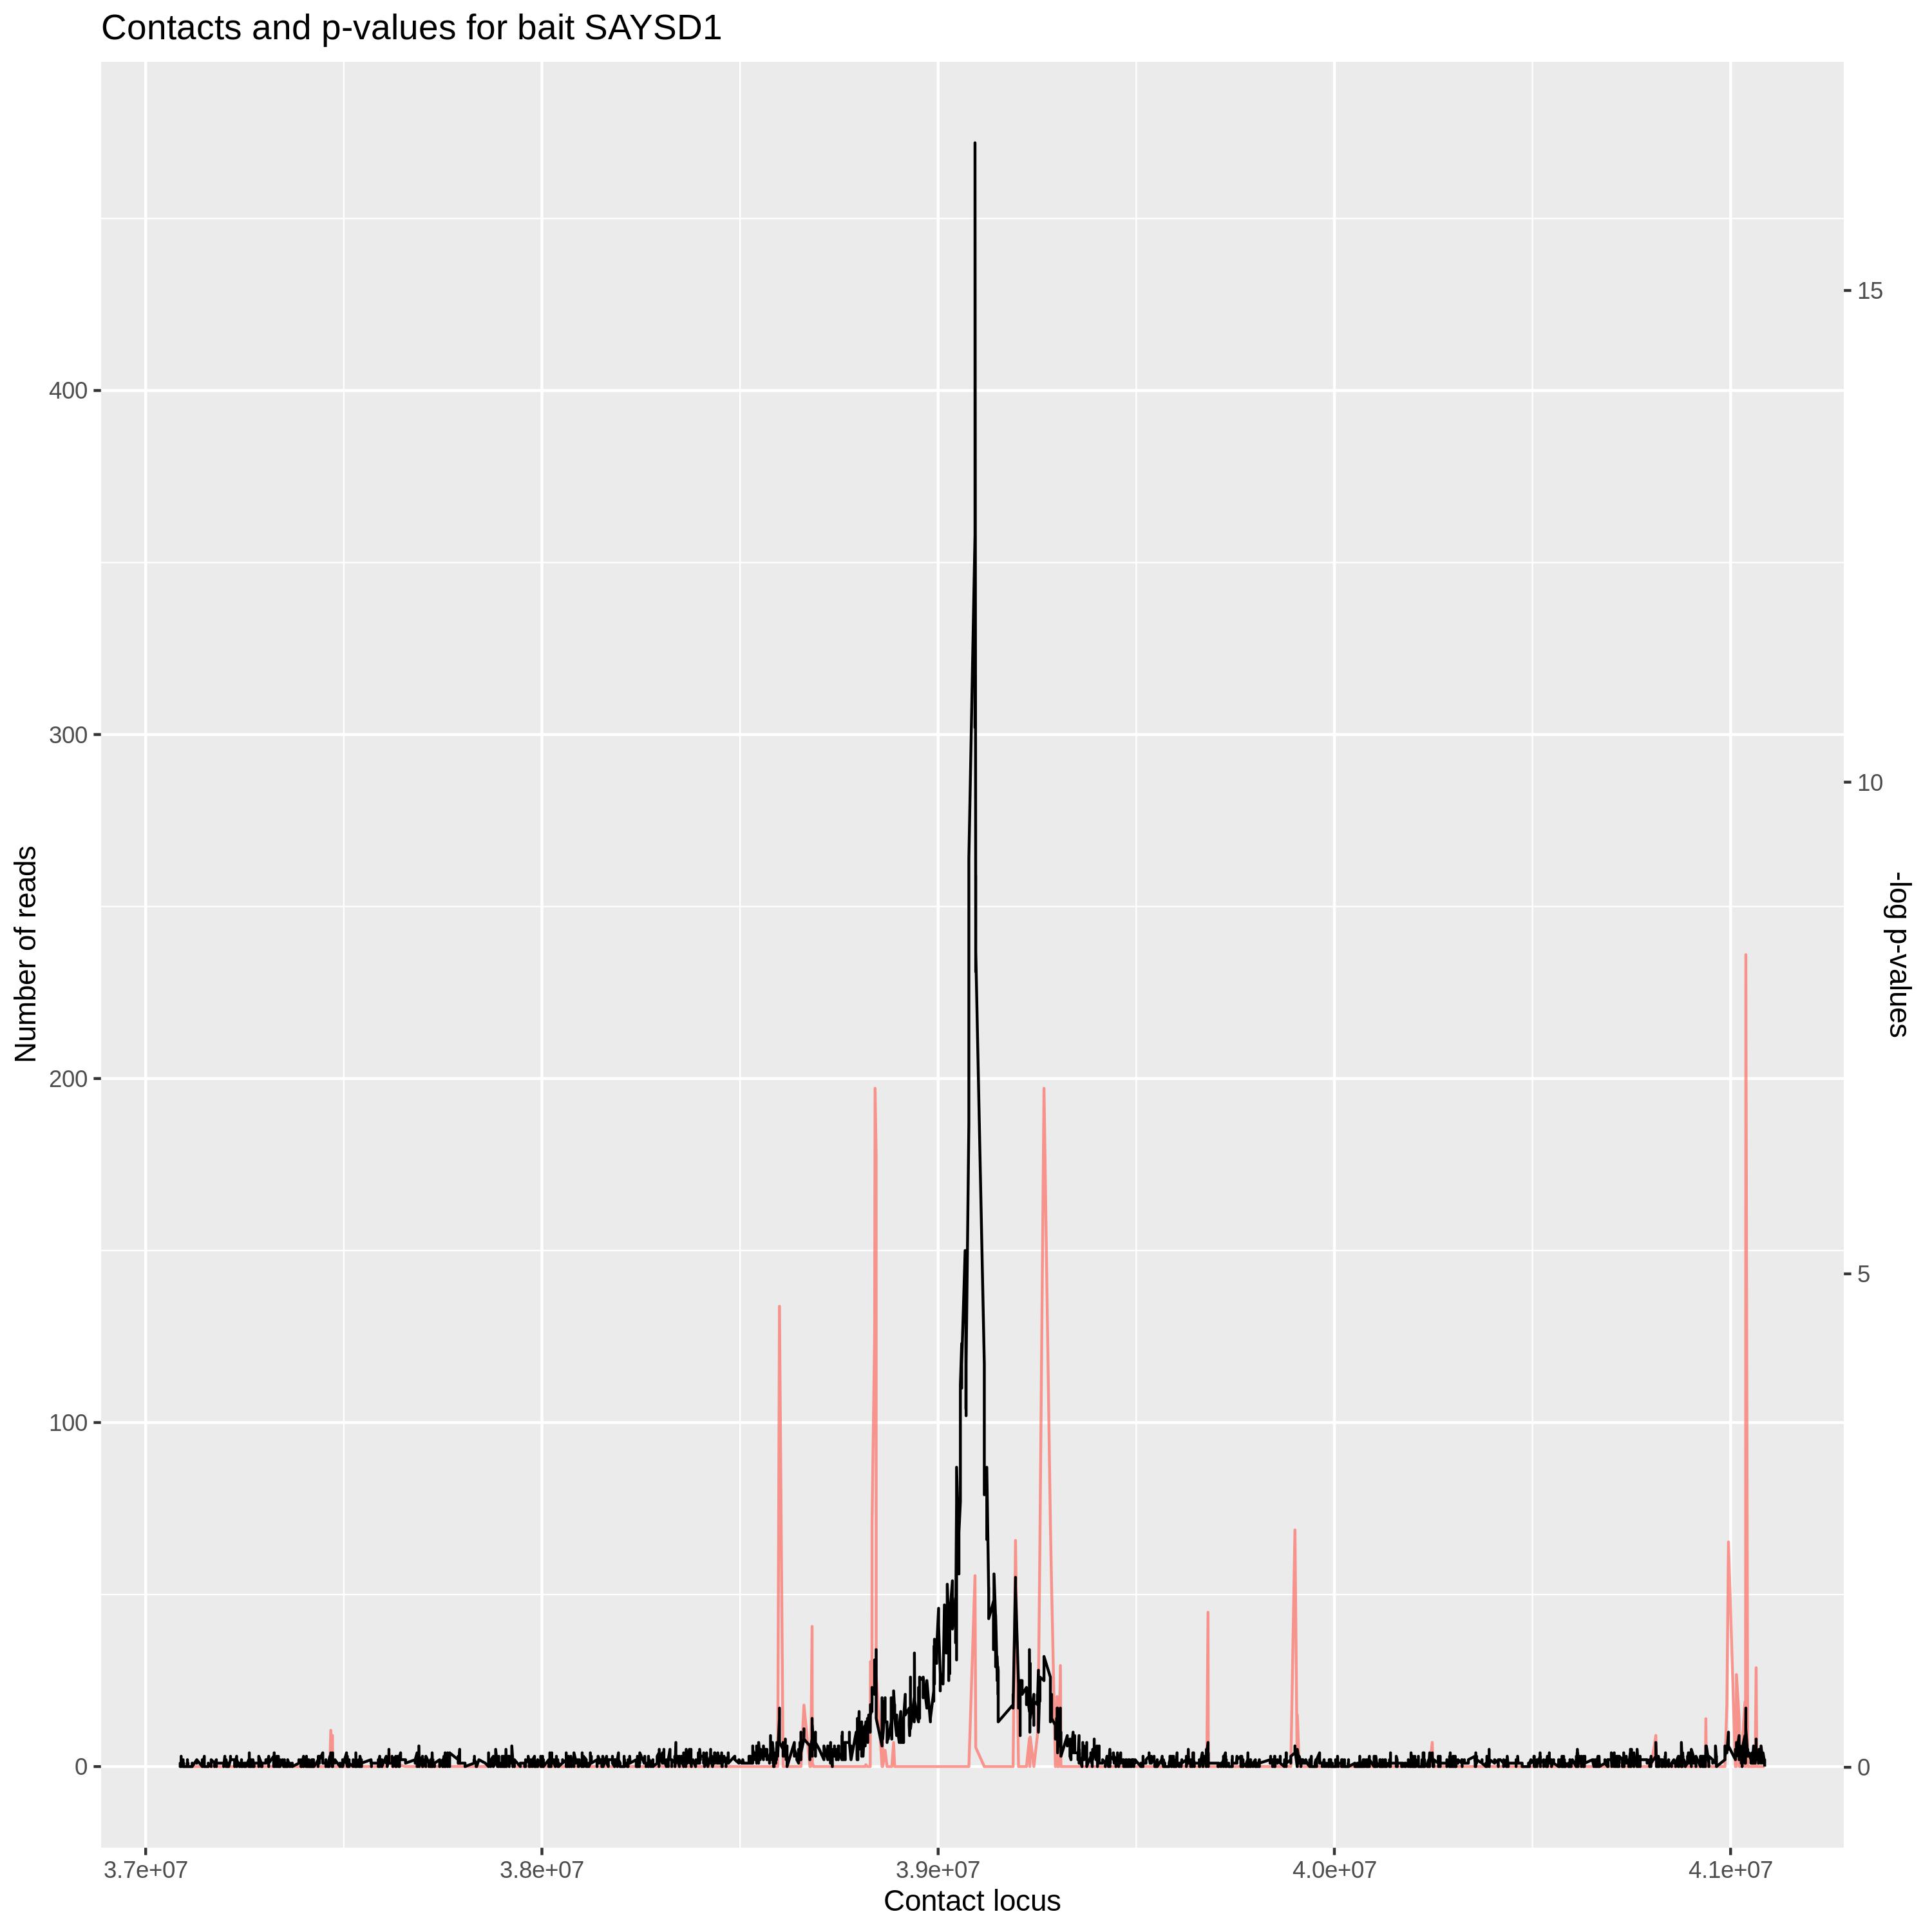 Contacts and p-values for bait SAYSD1
400
300
200
100
0
Number of reads
15
10
5
0
-log p-values
3.7e+07 3.8e+07 3.9e+07 4.0e+07 4.1e+07
Contact locus